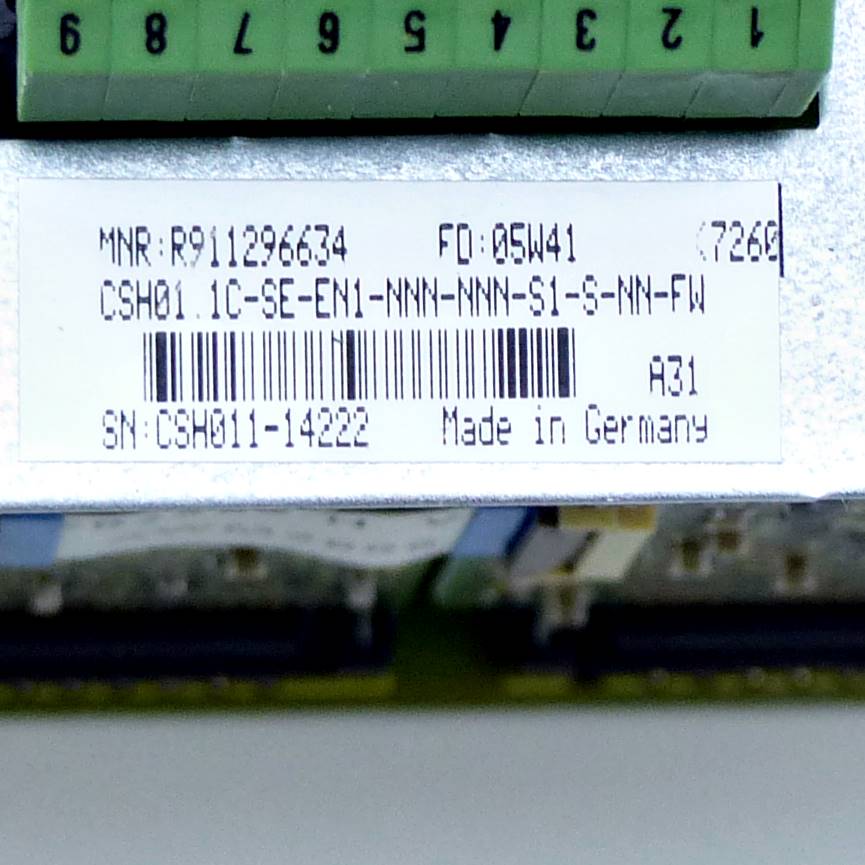 9 8 7 6 5 4 3 2 1
MNR:R911296634 FD:05W41 (7260
CSH01.1C-SE-EN1-NNN-NNN-S1-S-NN-FW
A31
SN:CSH011-14222 Made in Germany